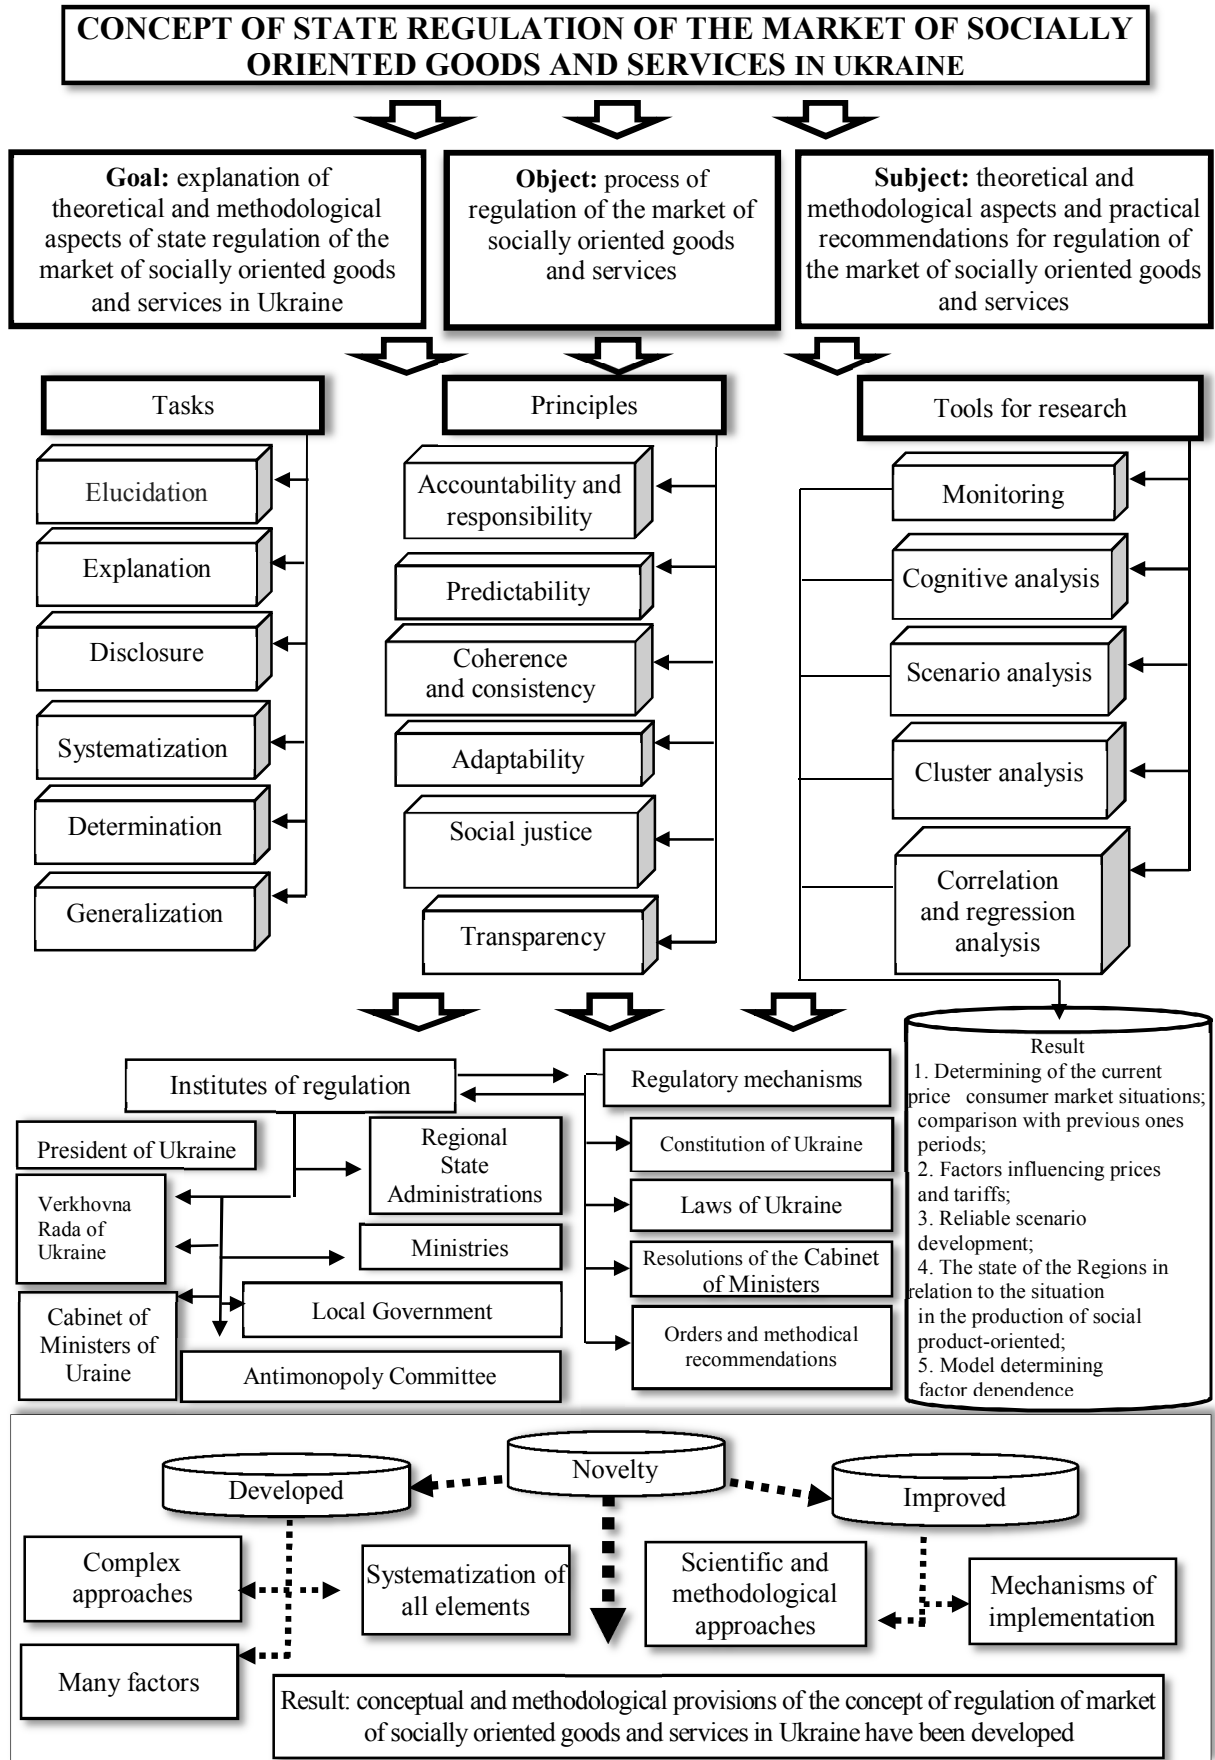 CONCEPT OF STATE REGULATION OF THE MARKET OF SOCIALLY
ORIENTED GOODS AND SERVICES IN UKRAINE
Goal: explanation of
theoretical and methodological
aspects of state regulation of the
market of socially oriented goods
and services in Ukraine
Object: process of
regulation of the market of
socially oriented goods
and services
Subject: theoretical and
methodological aspects and practical
recommendations for regulation of
the market of socially oriented goods
and services
Tasks
Elucidation
Explanation
Disclosure
Systematization
Determination
Generalization
Principles
Accountability and
responsibility
Predictability
Coherence
and consistency
Adaptability
Social justice
Transparency
Tools for research
Monitoring
Cognitive analysis
Scenario analysis
Cluster analysis
Correlation
and regression
analysis
Institutes of regulation
President of Ukraine
Verkhovna
Rada of
Ukraine
Cabinet of
Ministers of
Uraine
Regional
State
Administrations
Ministries
Local Government
Antimonopoly Committee
Regulatory mechanisms
Constitution of Ukraine
Laws of Ukraine
Resolutions of the Cabinet
of Ministers
Orders and methodical
recommendations
Result
1. Determining of the current
price consumer market situations;
comparison with previous ones
periods;
2. Factors influencing prices
and tariffs;
3. Reliable scenario
development;
4. The state of the Regions in
relation to the situation
in the production of social
product-oriented;
5. Model determining
factor dependence
Novelty
Developed
Improved
Complex
approaches
Systematization of
all elements
Many factors
Scientific and
methodological
approaches
Mechanisms of
implementation
Result: conceptual and methodological provisions of the concept of regulation of market
of socially oriented goods and services in Ukraine have been developed